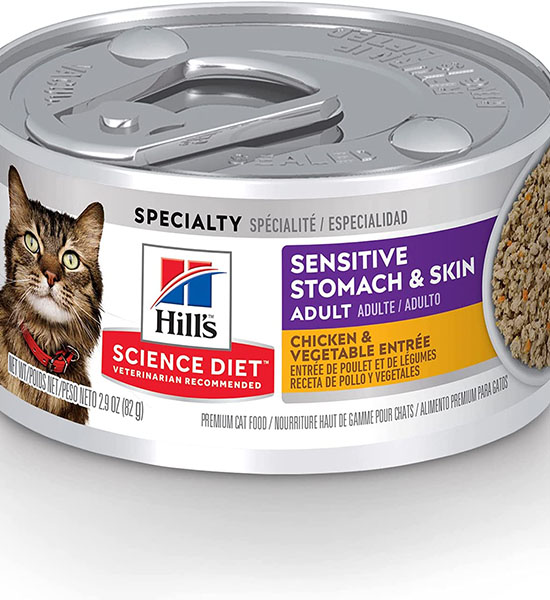 SEALED
SPECIALTY SPÉCIALITÉ / ESPECIALIDAD
Hill's™
SCIENCE DIET™
VETERINARIAN RECOMMENDED
SENSITIVE
STOMACH & SKIN
ADULT ADULTE / ADULTO
CHICKEN &
VEGETABLE ENTRÉE
ENTRÉE DE POULET ET DE LÉGUMES
RECETA DE POLLO Y VEGETALES
NET WT/POIDS NET/PESO NETO 2.9 OZ (82 g)
PREMIUM CAT FOOD / NOURRITURE HAUT DE GAMME POUR CHATS / ALIMENTO PREMIUM PARA GATOS